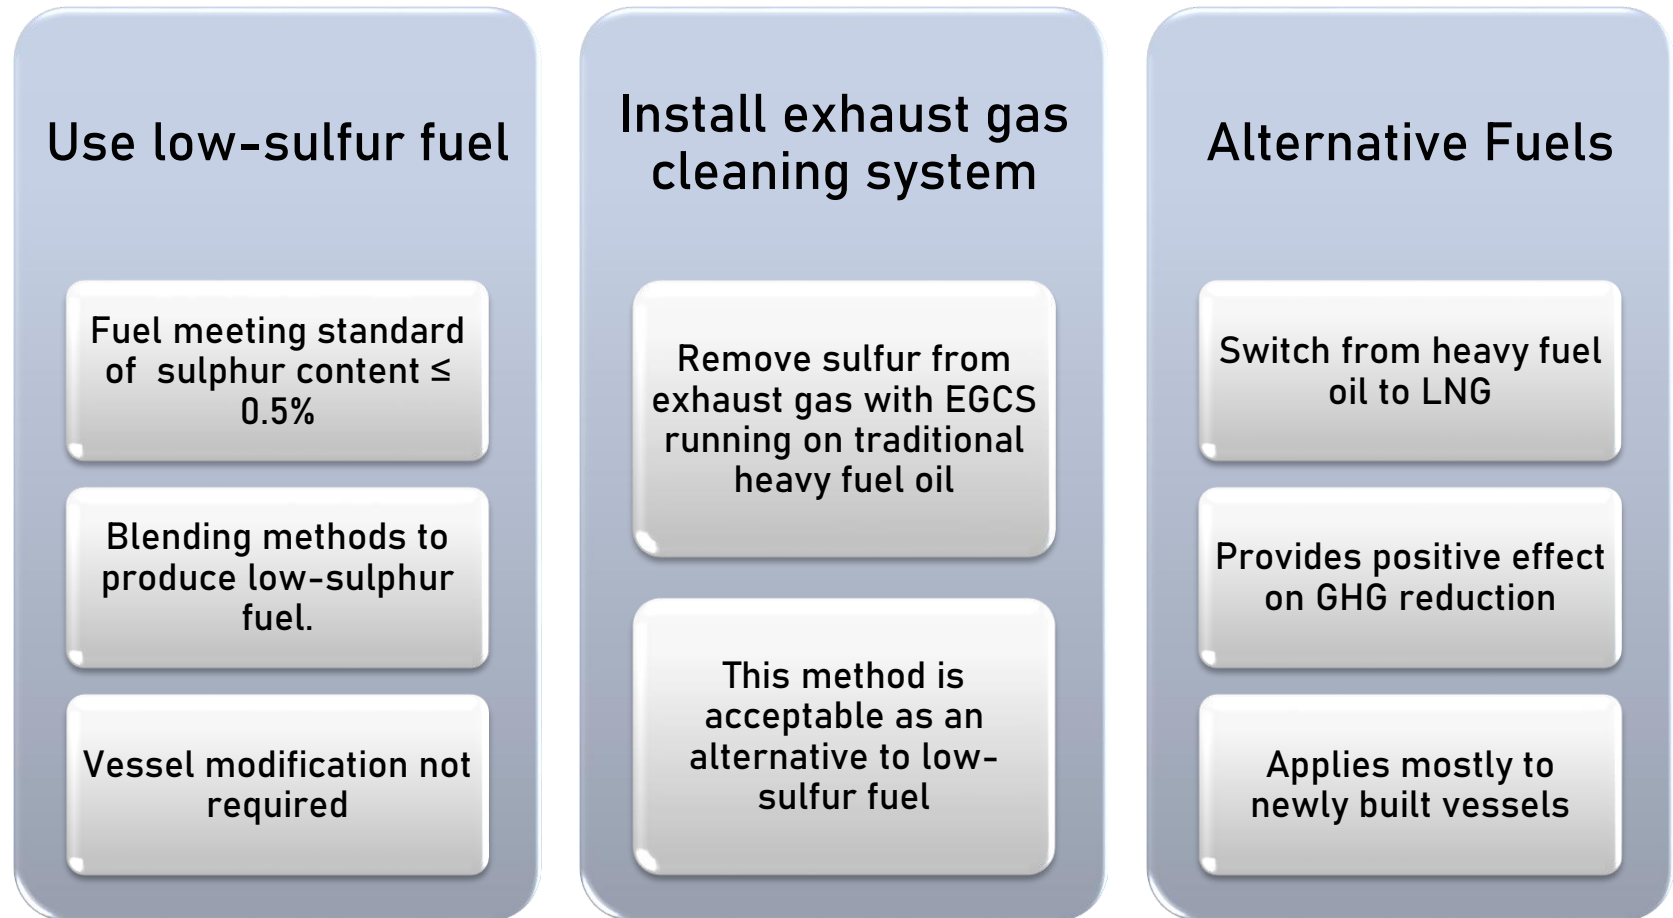 Use low-sulfur fuel
Fuel meeting standard
of  sulphur content ≤
0.5%
Blending methods to
produce low-sulphur
fuel.
Vessel modification not
required
Install exhaust gas
cleaning system
Remove sulfur from
exhaust gas with EGCS
running on traditional
heavy fuel oil
This method is
acceptable as an
alternative to low-
sulfur fuel
Alternative Fuels
Switch from heavy fuel
oil to LNG
Provides positive effect
on GHG reduction
Applies mostly to
newly built vessels